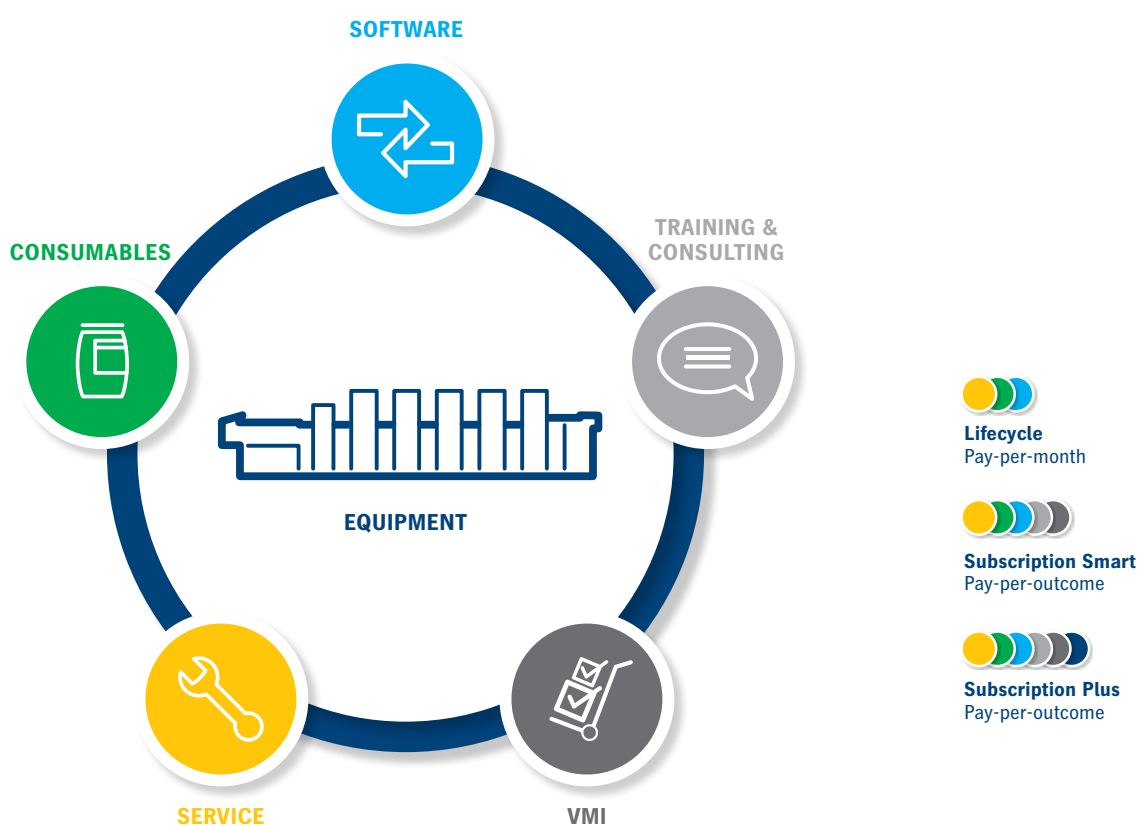 SOFTWARE
TRAINING &
CONSULTING
CONSUMABLES
EQUIPMENT
SERVICE
VMI
Lifecycle
Pay-per-month
Subscription Smart
Pay-per-outcome
Subscription Plus
Pay-per-outcome